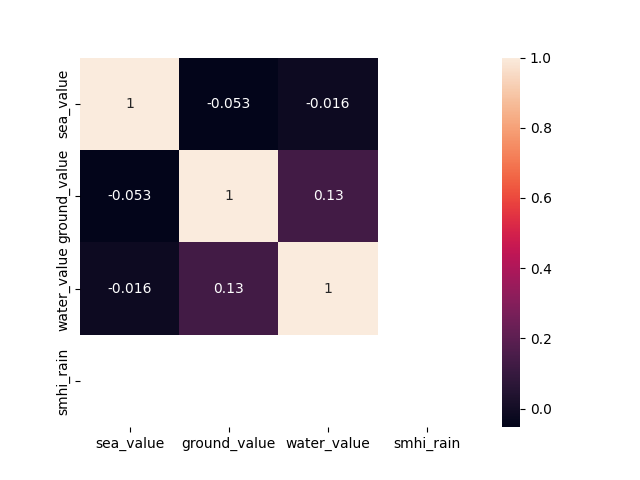 sea_value 1 -0.053 -0.016
ground_value -0.053 1 0.13
water_value -0.016 0.13 1
smhi_rain
sea_value ground_value water_value smhi_rain
1.0
0.8
0.6
0.4
0.2
0.0